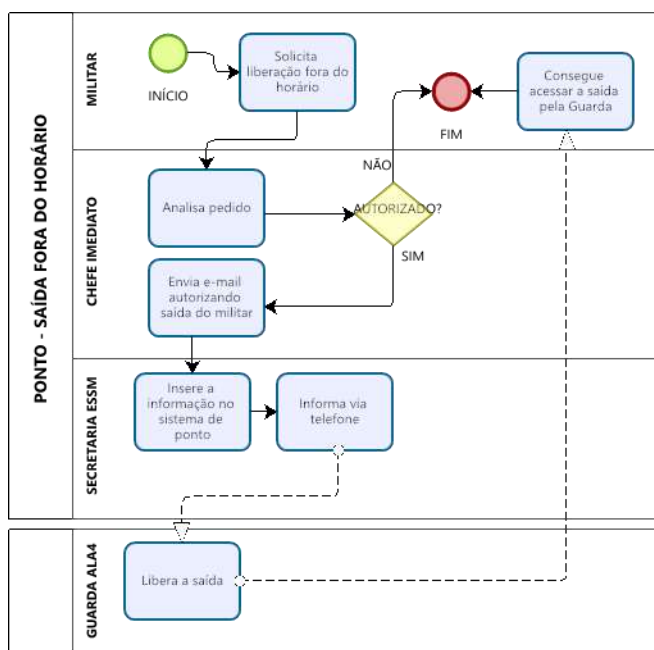 PONTO - SAÍDA FORA DO HORÁRIO
MILITAR
INÍCIO
Solicita
liberação fora do
horário
FIM
Consegue
acessar a saída
pela Guarda
CHEFE IMEDIATO
Analisa pedido
NÃO
AUTORIZADO?
SIM
Envia e-mail
autorizando
saída do militar
SECRETARIA ESSM
Insere a
informação no
sistema de
ponto
Informa via
telefone
GUARDA ALA4
Libera a saída